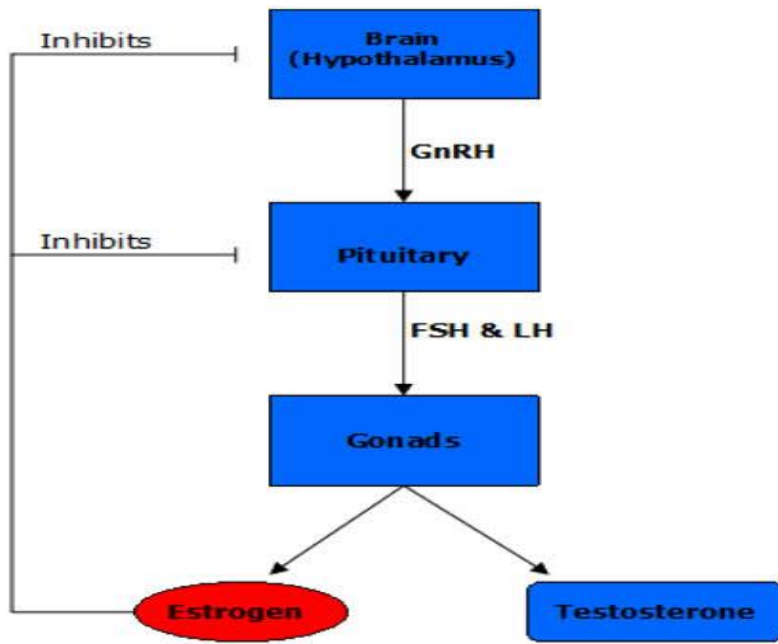 Inhibits
Brain
(Hypothalamus)
GnRH
Inhibits
Pituitary
FSH & LH
Gonads
Estrogen
Testosterone